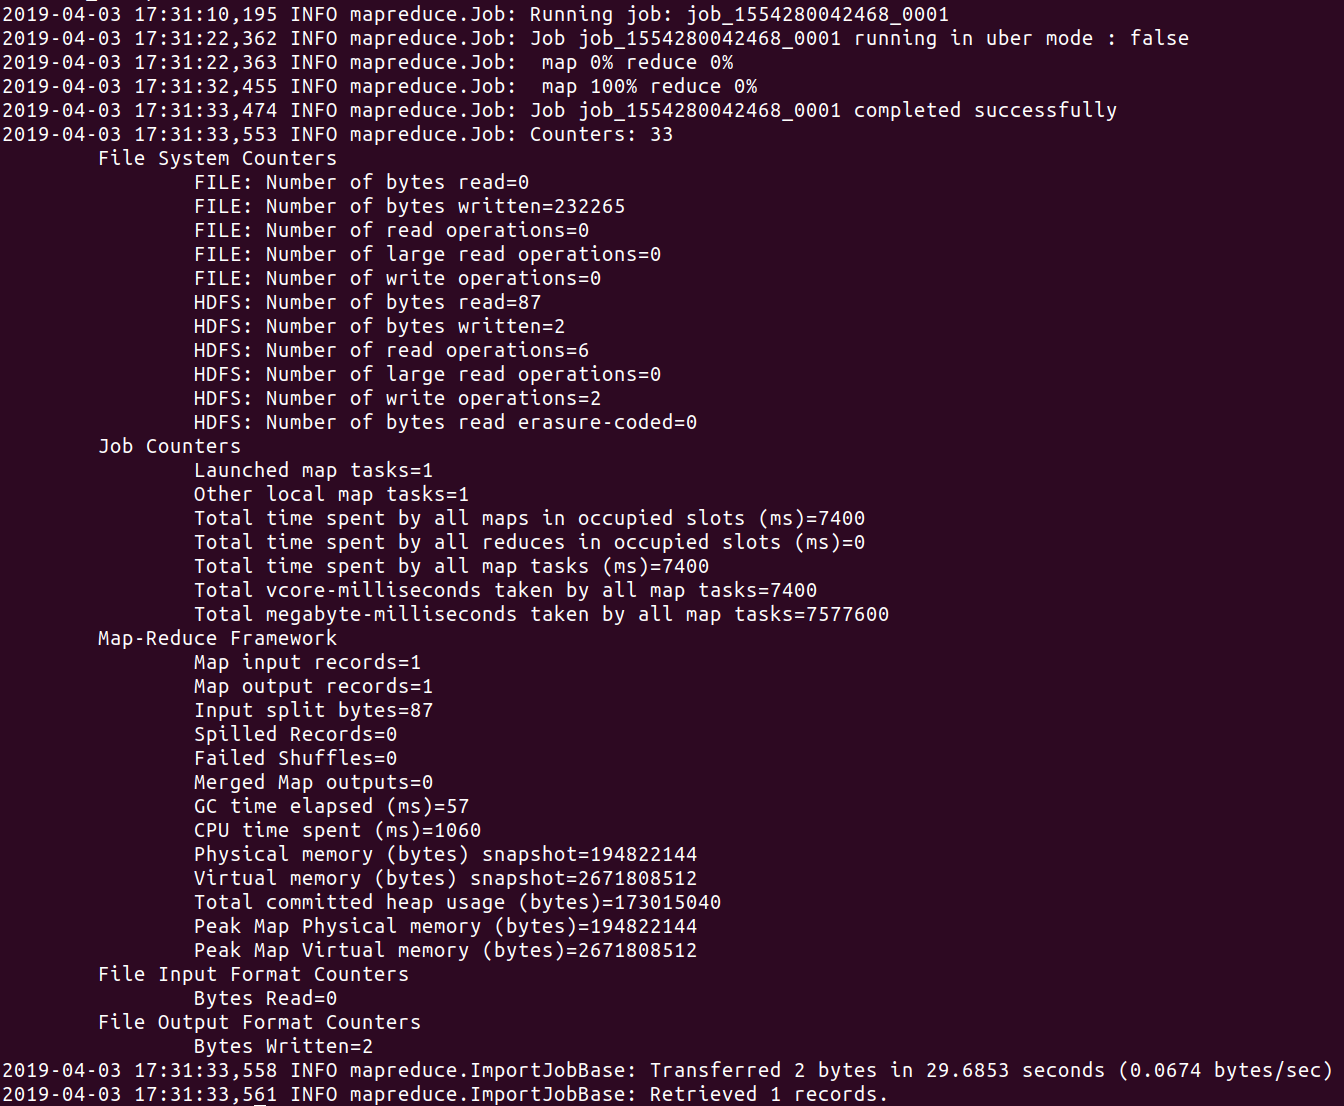 2019-04-03 17:31:10,195 INFO mapreduce.Job: Running job: job_1554280042468_0001
2019-04-03 17:31:22,362 INFO mapreduce.Job: Job job_1554280042468_0001 running in uber mode : false
2019-04-03 17:31:22,363 INFO mapreduce.Job:  map 0% reduce 0%
2019-04-03 17:31:32,455 INFO mapreduce.Job:  map 100% reduce 0%
2019-04-03 17:31:33,474 INFO mapreduce.Job: Job job_1554280042468_0001 completed successfully
2019-04-03 17:31:33,553 INFO mapreduce.Job: Counters: 33
File System Counters
FILE: Number of bytes read=0
FILE: Number of bytes written=232265
FILE: Number of read operations=0
FILE: Number of large read operations=0
FILE: Number of write operations=0
HDFS: Number of bytes read=87
HDFS: Number of bytes written=2
HDFS: Number of read operations=6
HDFS: Number of large read operations=0
HDFS: Number of write operations=2
HDFS: Number of bytes read erasure-coded=0
Job Counters
Launched map tasks=1
Other local map tasks=1
Total time spent by all maps in occupied slots (ms)=7400
Total time spent by all reduces in occupied slots (ms)=0
Total time spent by all map tasks (ms)=7400
Total vcore-milliseconds taken by all map tasks=7400
Total megabyte-milliseconds taken by all map tasks=7577600
Map-Reduce Framework
Map input records=1
Map output records=1
Input split bytes=87
Spilled Records=0
Failed Shuffles=0
Merged Map outputs=0
GC time elapsed (ms)=57
CPU time spent (ms)=1060
Physical memory (bytes) snapshot=194822144
Virtual memory (bytes) snapshot=2671808512
Total committed heap usage (bytes)=173015040
Peak Map Physical memory (bytes)=194822144
Peak Map Virtual memory (bytes)=2671808512
File Input Format Counters
Bytes Read=0
File Output Format Counters
Bytes Written=2
2019-04-03 17:31:33,558 INFO mapreduce.ImportJobBase: Transferred 2 bytes in 29.6853 seconds (0.0674 bytes/sec)
2019-04-03 17:31:33,561 INFO mapreduce.ImportJobBase: Retrieved 1 records.